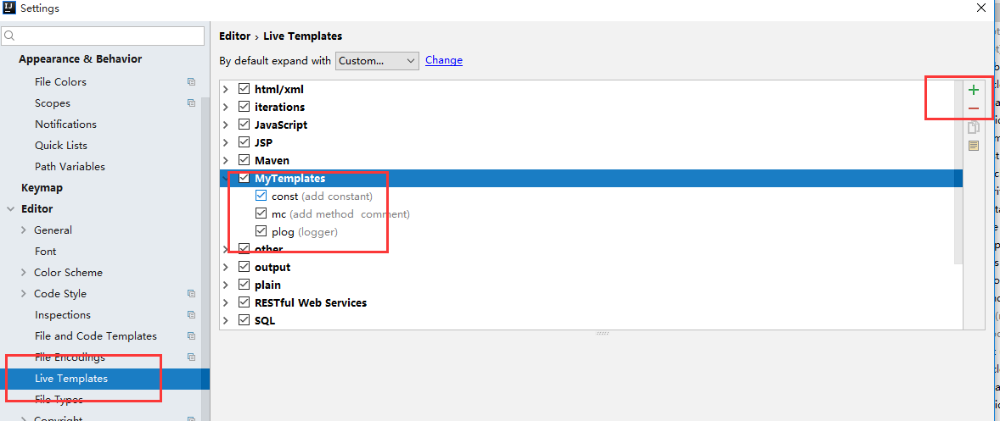 Settings
Appearance & Behavior
File Colors
Scopes
Notifications
Quick Lists
Path Variables
Keymap
Editor
General
Font
Color Scheme
Code Style
Inspections
File and Code Templates
File Encodings
Live Templates
File Types
Copyright
Editor › Live Templates
By default expand with Custom... Change
html/xml
iterations
JavaScript
JSP
Maven
MyTemplates
const (add constant)
mc (add method  comment)
plog (logger)
other
output
plain
RESTful Web Services
SQL